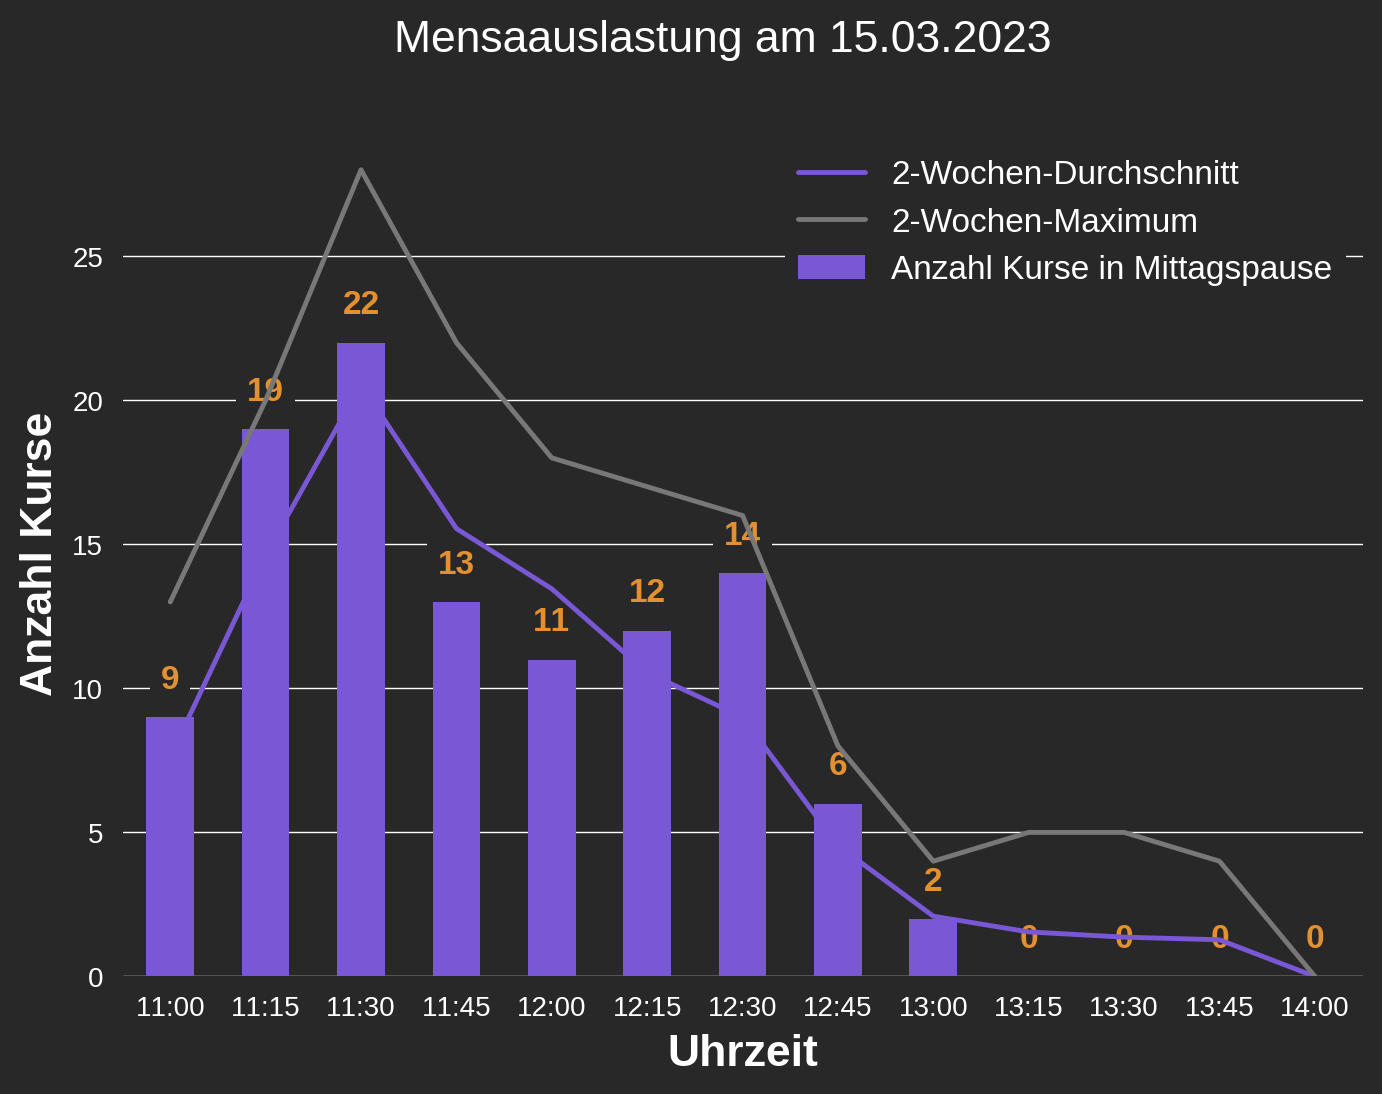 Mensaauslastung am 15.03.2023
2-Wochen-Durchschnitt
2-Wochen-Maximum
Anzahl Kurse in Mittagspause
Anzahl Kurse
25
20
15
10
5
0
9
19
22
13
11
12
14
6
2
0
0
0
0
11:00 11:15 11:30 11:45 12:00 12:15 12:30 12:45 13:00 13:15 13:30 13:45 14:00
Uhrzeit